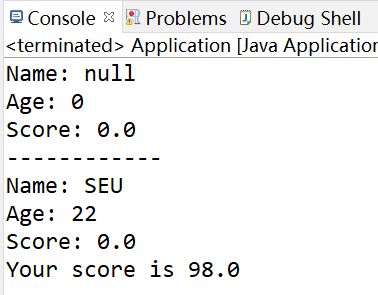 Console Problems Debug Shell
<terminated> Application [Java Application
Name: null
Age: 0
Score: 0.0
------------
Name: SEU
Age: 22
Score: 0.0
Your score is 98.0